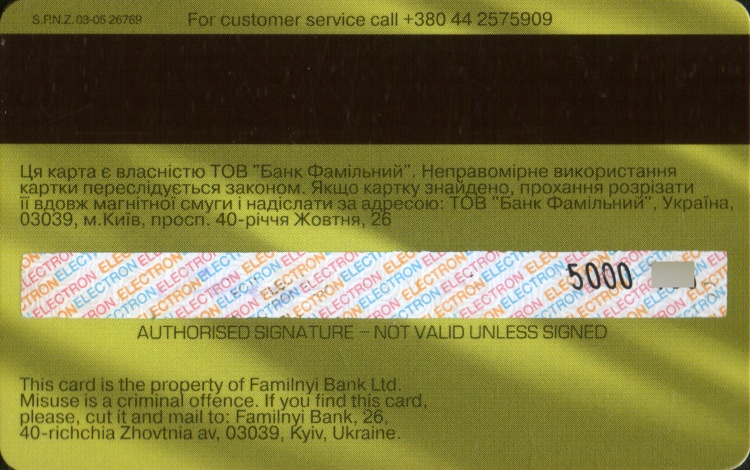 S.P.N.Z. 03-05 26769
For customer service call +380 44 2575909
Ця карта є власністю ТОВ "Банк Фамільний". Неправомірне використання
картки переслідується законом. Якщо картку знайдено, прохання розрізати
її вдовж магнітної смуги і надіслати за адресою: ТОВ "Банк Фамільний", Україна,
03039, м.Київ, просп. 40-річчя Жовтня, 26
ELECTRON ELECTRON ELECTRON ELECTRON ELECTRON
5000
AUTHORISED SIGNATURE – NOT VALID UNLESS SIGNED
This card is the property of Familnyi Bank Ltd.
Misuse is a criminal offence. If you find this card,
please, cut it and mail to: Familnyi Bank, 26,
40-richchia Zhovtnia av, 03039, Kyiv, Ukraine.